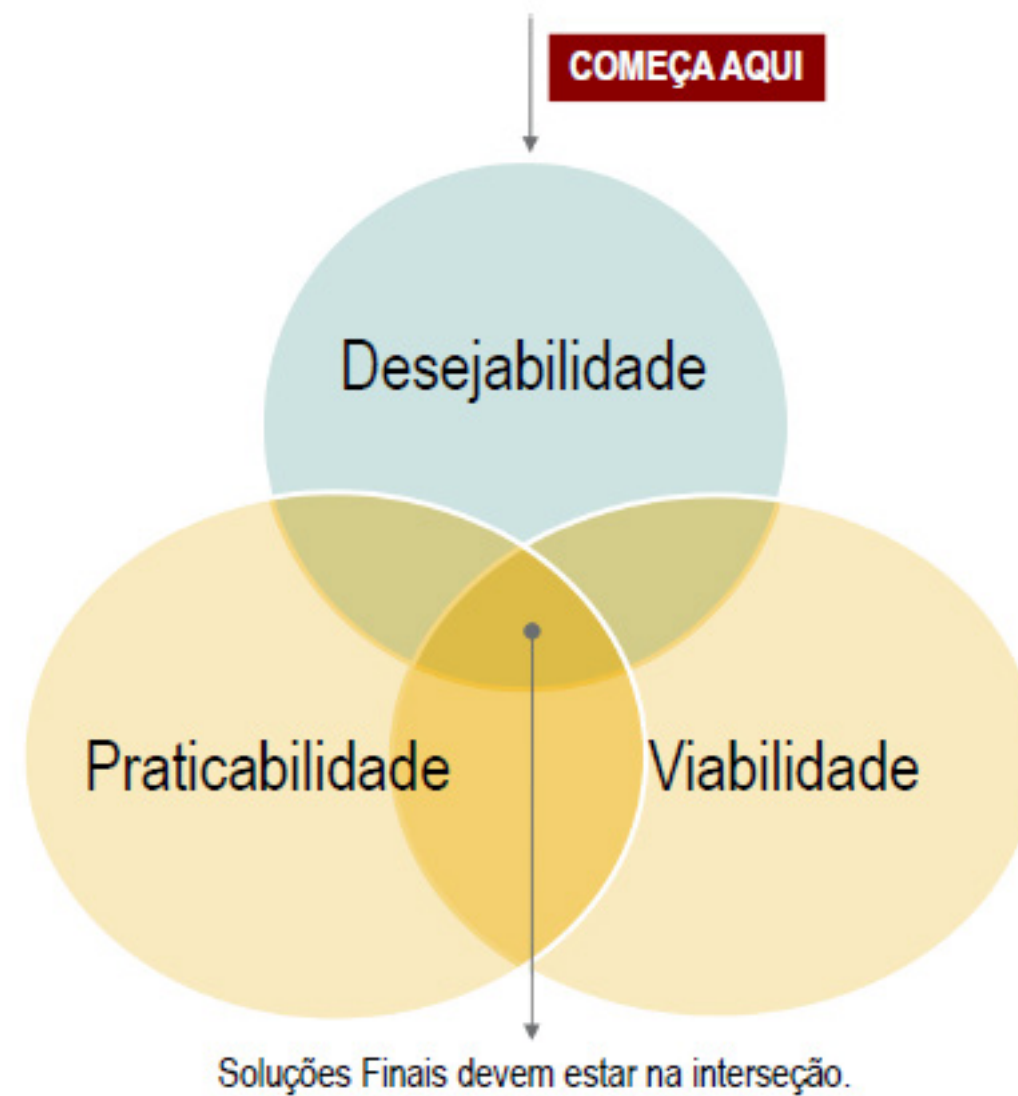 COMEÇA AQUI
Desejabilidade
Praticabilidade
Viabilidade
Soluções Finais devem estar na interseção.